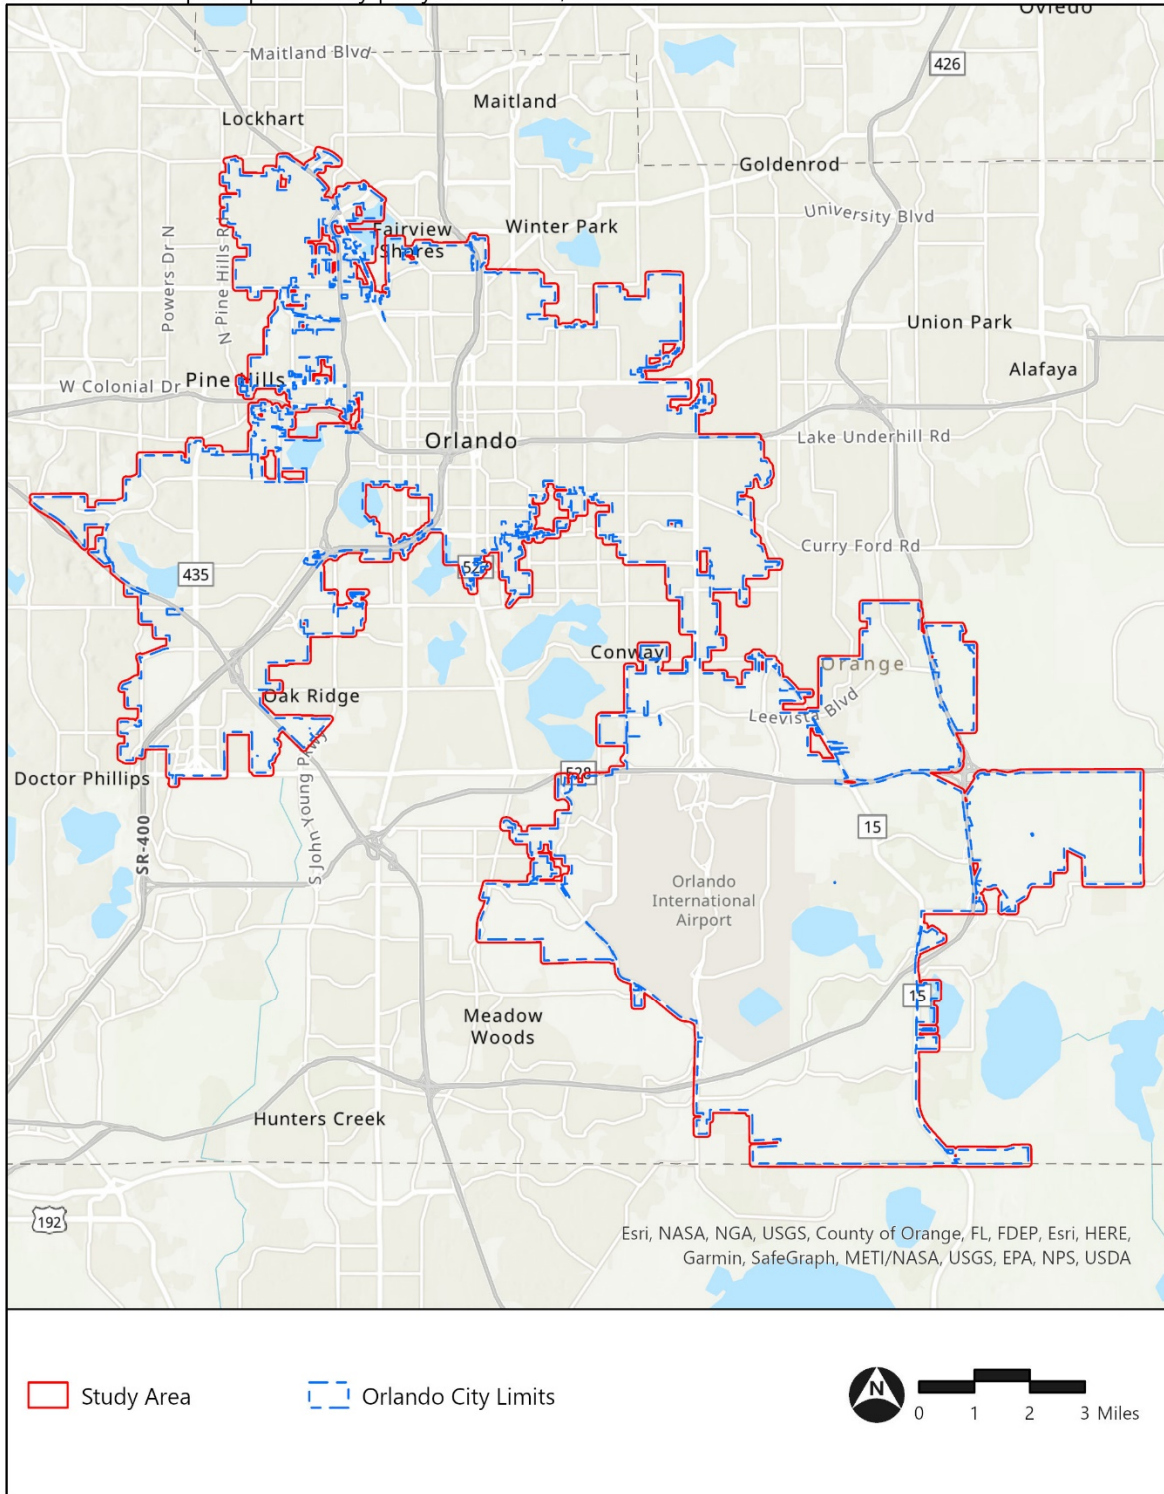 Oviedo
Maitland Blvd
426
Maitland
Lockhart
Goldenrod
University Blvd
Fairview
Shores
Winter Park
Powers Dr N
N Pine Hills Rd
Union Park
Alafaya
W Colonial Dr
Pine Hills
Orlando
Lake Underhill Rd
Curry Ford Rd
435
527
Conway
Orange
Oak Ridge
Leevista Blvd
Doctor Phillips
528
S John Young Pkwy
SR-400
15
Orlando
International
Airport
15
Meadow
Woods
Hunters Creek
192
Esri, NASA, NGA, USGS, County of Orange, FL, FDEP, Esri, HERE,
Garmin, SafeGraph, METI/NASA, USGS, EPA, NPS, USDA
Study Area
Orlando City Limits
N
0 1 2 3 Miles